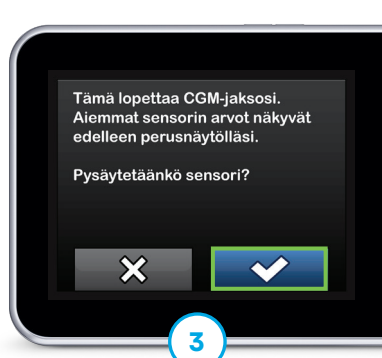 Tämä lopettaa CGM-jaksosi.
Aiemmat sensorin arvot näkyvät
edelleen perusnäytölläsi.
Pysäytetäänkö sensori?
3